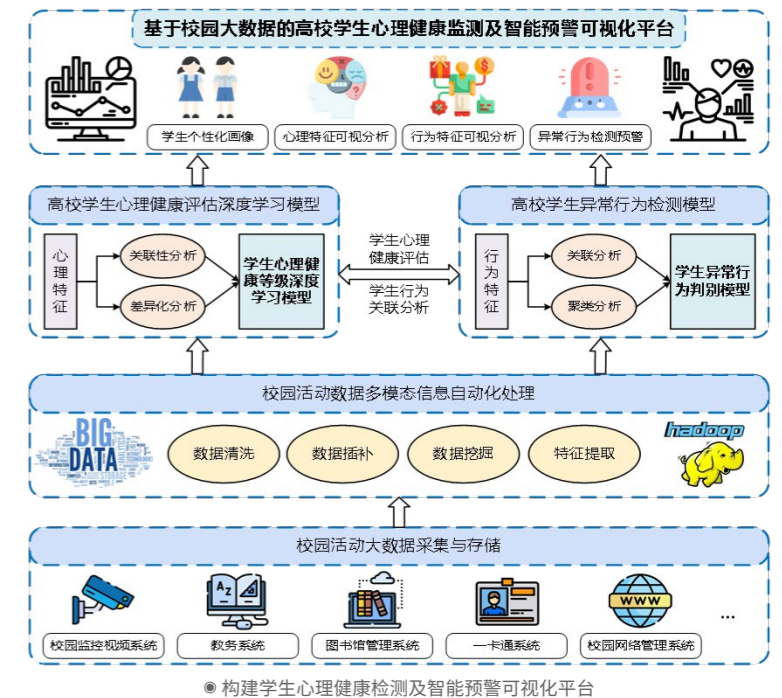 基于校园大数据的高校学生心理健康监测及智能预警可视化平台
学生个性化画像
心理特征可视分析
行为特征可视分析
异常行为检测预警
高校学生心理健康评估深度学习模型
心理特征
关联性分析
差异化分析
学生心理健
康等级深度
学习模型
学生心理
健康评估
学生行为
关联分析
高校学生异常行为检测模型
行为特征
关联分析
聚类分析
学生异常行
为判别模型
校园活动数据多模态信息自动化处理
BIG
DATA
数据清洗
数据插补
数据挖掘
特征提取
hadoop
校园活动大数据采集与存储
AZ
WWW
...
校园监控视频系统
教务系统
图书馆管理系统
一卡通系统
校园网络管理系统
◉ 构建学生心理健康检测及智能预警可视化平台